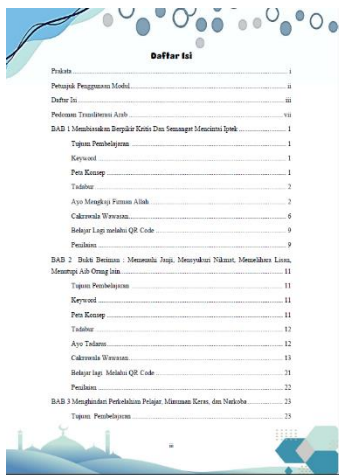 Daftar Isi
Prakata ........ i
Petunjuk Penggunaan Modul ........ ii
Daftar Isi ........ iii
Pedoman Transliterasi Arab ........ vii
BAB 1 Membiasakan Berpikir Kritis Dan Semangat Mencintai Iptek ........ 1
Tujuan Pembelajaran ........ 1
Keyword ........ 1
Peta Konsep ........ 1
Tadabur ........ 2
Ayo Mengkaji Firman Allah ........ 2
Cakrawala Wawasan ........ 6
Belajar Lagi melalui QR Code ........ 9
Penilaian ........ 9
BAB 2 Bukti Beriman : Memenuhi Janji, Mensyukuri Nikmat, Memelihara Lisan,
Menutupi Aib Orang lain ........ 11
Tujuan Pembelajaran ........ 11
Keyword ........ 11
Peta Konsep ........ 11
Tadabur ........ 12
Ayo Tadarus ........ 12
Cakrawala Wawasan ........ 13
Belajar lagi Melalui QR Code ........ 21
Penilaian ........ 22
BAB 3 Menghindari Perkelahian Pelajar, Minuman Keras, dan Narkoba ........ 23
Tujuan Pembelajaran ........ 23
iii